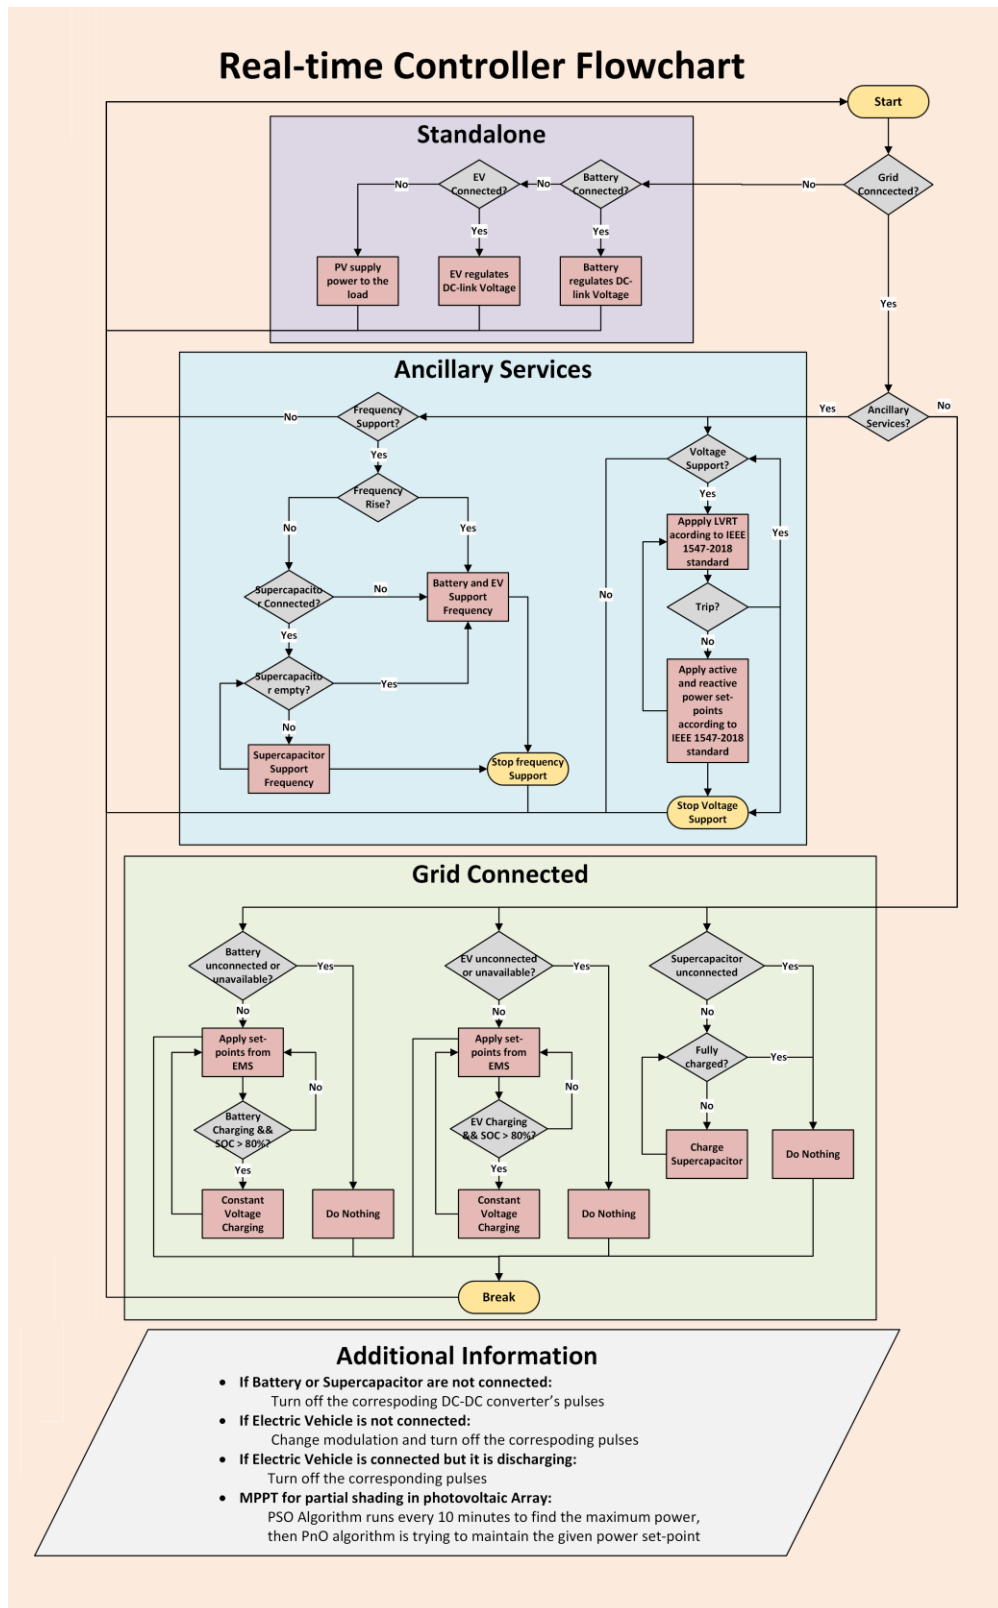 Real-time Controller Flowchart
Start
Standalone
EV
Connected?
Battery
Connected?
Grid
Conncected?
No
No
No
Yes
Yes
PV supply
power to the
load
EV regulates
DC-link Voltage
Battery
regulates DC-
link Voltage
Yes
Ancillary Services
Frequency
Support?
No
Yes
No
Ancillary
Services?
Yes
Voltage
Support?
Frequency
Rise?
Yes
No
Yes
Appply LVRT
acording to IEEE
1547-2018
standard
Yes
Supercapacito
r Connected?
No
Battery and EV
Support
Frequency
No
Trip?
Yes
No
Supercapacito
r empty?
Yes
Apply active
and reactive
power set-
points
according to
IEEE 1547-2018
standard
No
Supercapacitor
Support
Frequency
Stop frequency
Support
Stop Voltage
Support
Grid Connected
Battery
unconnected or
unavailable?
Yes
EV unconnected
or unavailable?
Yes
Supercapacitor
unconnected
Yes
No
No
No
Apply set-
points from
EMS
Apply set-
points from
EMS
Fully
charged?
Yes
No
No
No
Battery
Charging &&
SOC > 80%?
EV Charging
&& SOC > 80%?
Charge
Supercapacitor
Do Nothing
Yes
Yes
Constant
Voltage
Charging
Do Nothing
Constant
Voltage
Charging
Do Nothing
Break
Additional Information
• If Battery or Supercapacitor are not connected:
Turn off the correspoding DC-DC converter's pulses
• If Electric Vehicle is not connected:
Change modulation and turn off the correspoding pulses
• If Electric Vehicle is connected but it is discharging:
Turn off the corresponding pulses
• MPPT for partial shading in photovoltaic Array:
PSO Algorithm runs every 10 minutes to find the maximum power,
then PnO algorithm is trying to maintain the given power set-point